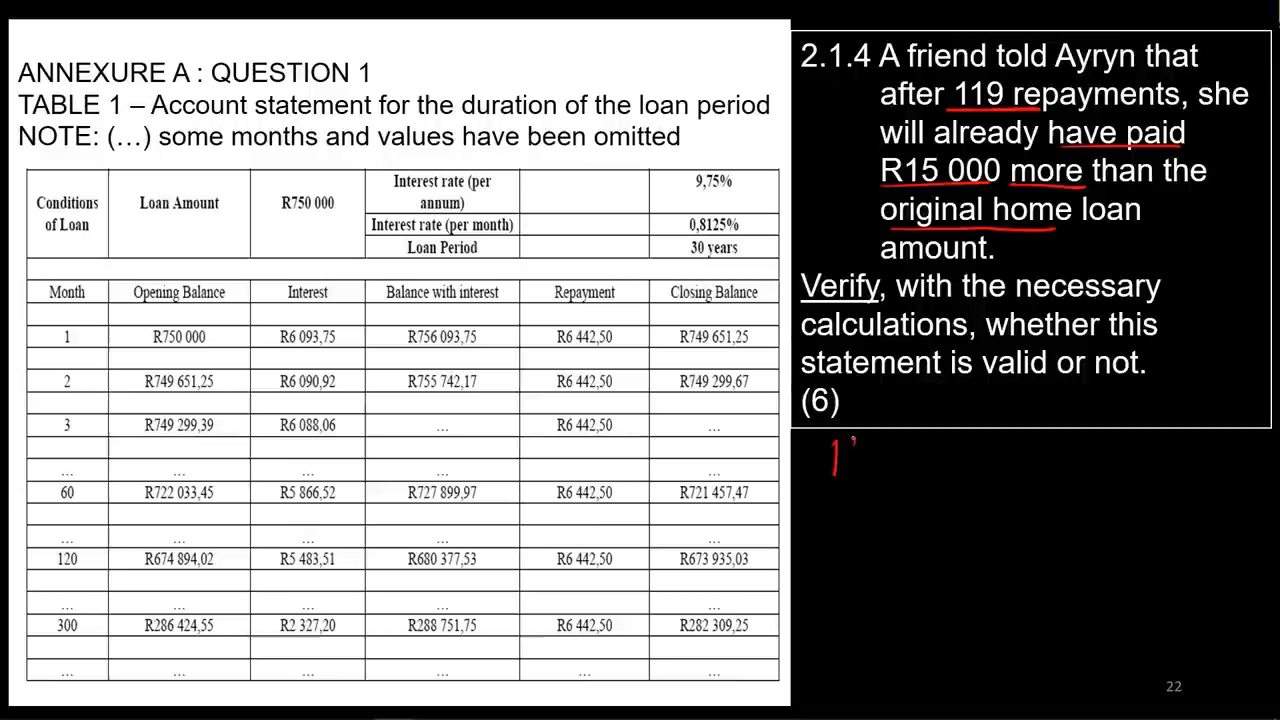 ANNEXURE A : QUESTION 1
TABLE 1 – Account statement for the duration of the loan period
NOTE: (…) some months and values have been omitted
Conditions of Loan Loan Amount R750 000 Interest rate (per annum) 9,75%
Interest rate (per month) 0,8125%
Loan Period 30 years
Month Opening Balance Interest Balance with interest Repayment Closing Balance
1 R750 000 R6 093,75 R756 093,75 R6 442,50 R749 651,25
2 R749 651,25 R6 090,92 R755 742,17 R6 442,50 R749 299,67
3 R749 299,39 R6 088,06 … R6 442,50 …
… … … … …
60 R722 033,45 R5 866,52 R727 899,97 R6 442,50 R721 457,47
… … … … …
120 R674 894,02 R5 483,51 R680 377,53 R6 442,50 R673 935,03
… … … … …
300 R286 424,55 R2 327,20 R288 751,75 R6 442,50 R282 309,25
… … … … … …
2.1.4 A friend told Ayryn that
after 119 repayments, she
will already have paid
R15 000 more than the
original home loan
amount.
Verify, with the necessary
calculations, whether this
statement is valid or not.
(6)
1
22